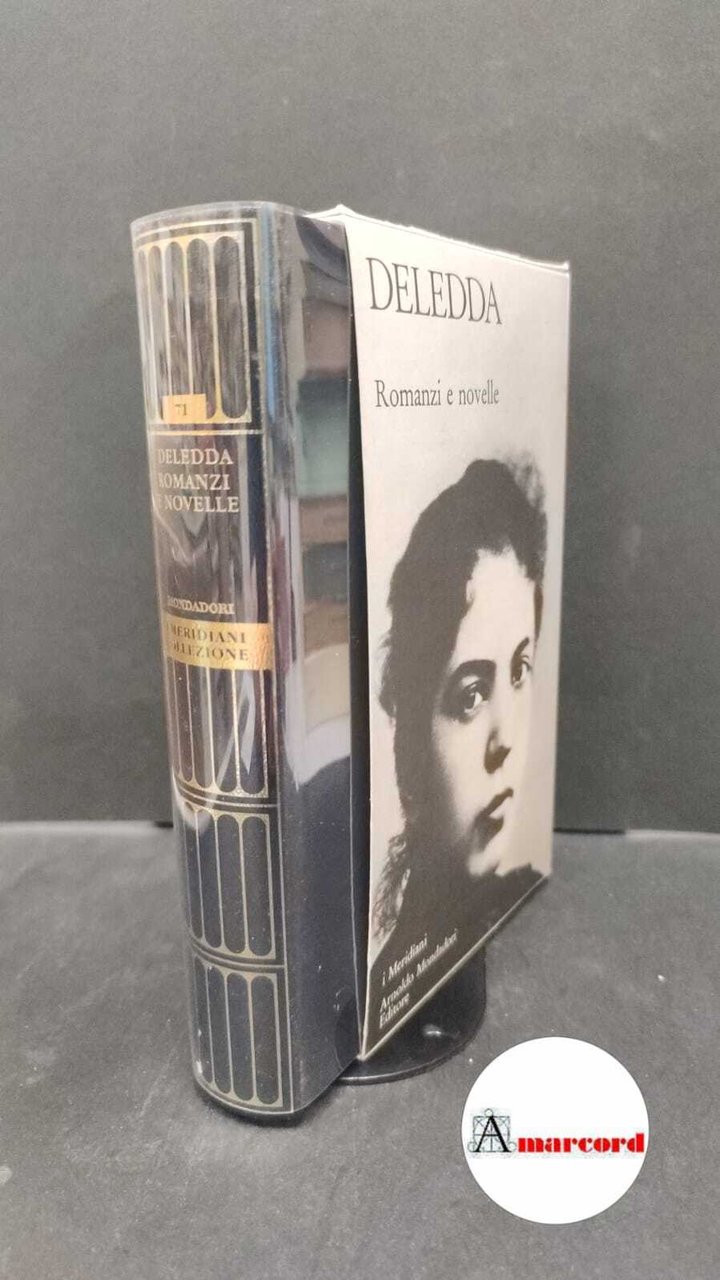 71
DELEDDA
ROMANZI
E NOVELLE
MONDADORI
I MERIDIANI
COLLEZIONE
DELEDDA
Romanzi e novelle
i Meridiani
Arnoldo Mondadori
Editore
Amarcord